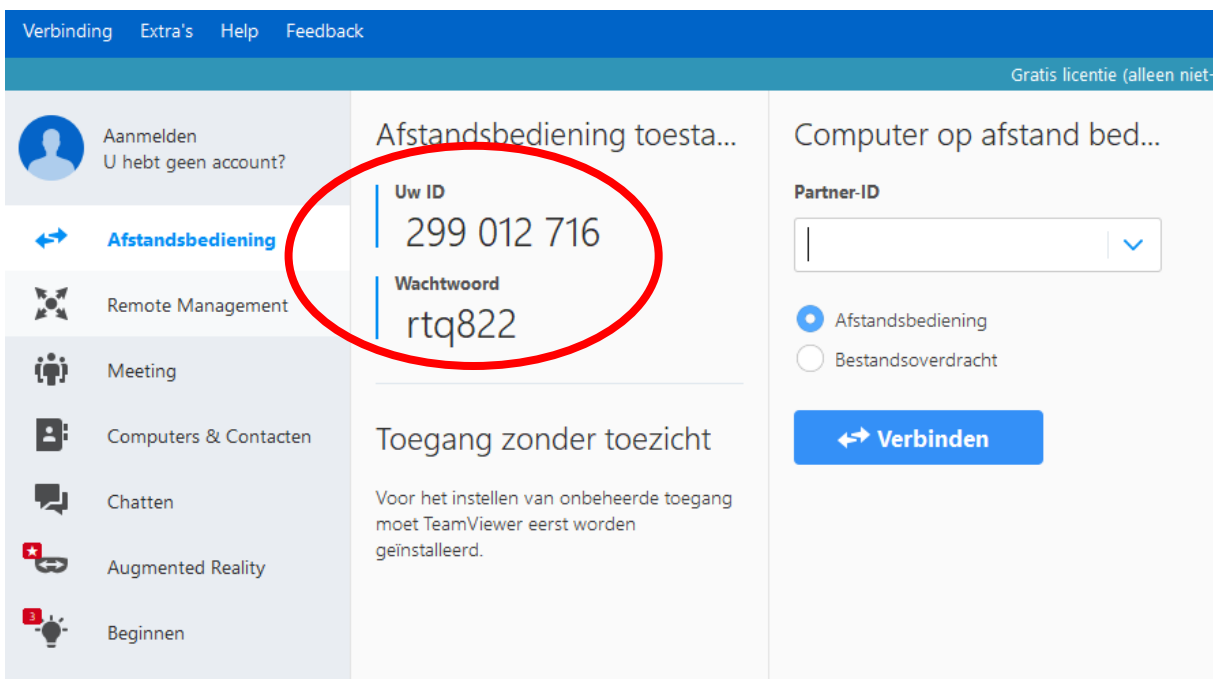 Verbinding Extra's Help Feedback
Gratis licentie (alleen niet-
Aanmelden
U hebt geen account?
Afstandsbediening
Remote Management
Meeting
Computers & Contacten
Chatten
Augmented Reality
3
Beginnen
Afstandsbediening toesta...
Uw ID
299 012 716
Wachtwoord
rtq822
Toegang zonder toezicht
Voor het instellen van onbeheerde toegang
moet TeamViewer eerst worden
geïnstalleerd.
Computer op afstand bed...
Partner-ID
Afstandsbediening
Bestandsoverdracht
Verbinden